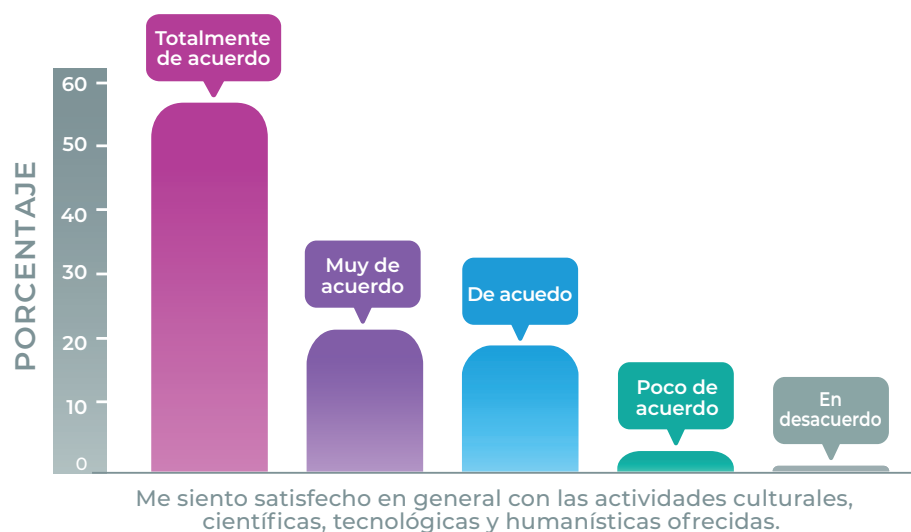 Totalmente
de acuerdo
60
50
40
30
20
10
0
PORCENTAJE
Muy de
acuerdo
De acuedo
Poco de
acuerdo
En
desacuerdo
Me siento satisfecho en general con las actividades culturales,
científicas, tecnológicas y humanísticas ofrecidas.